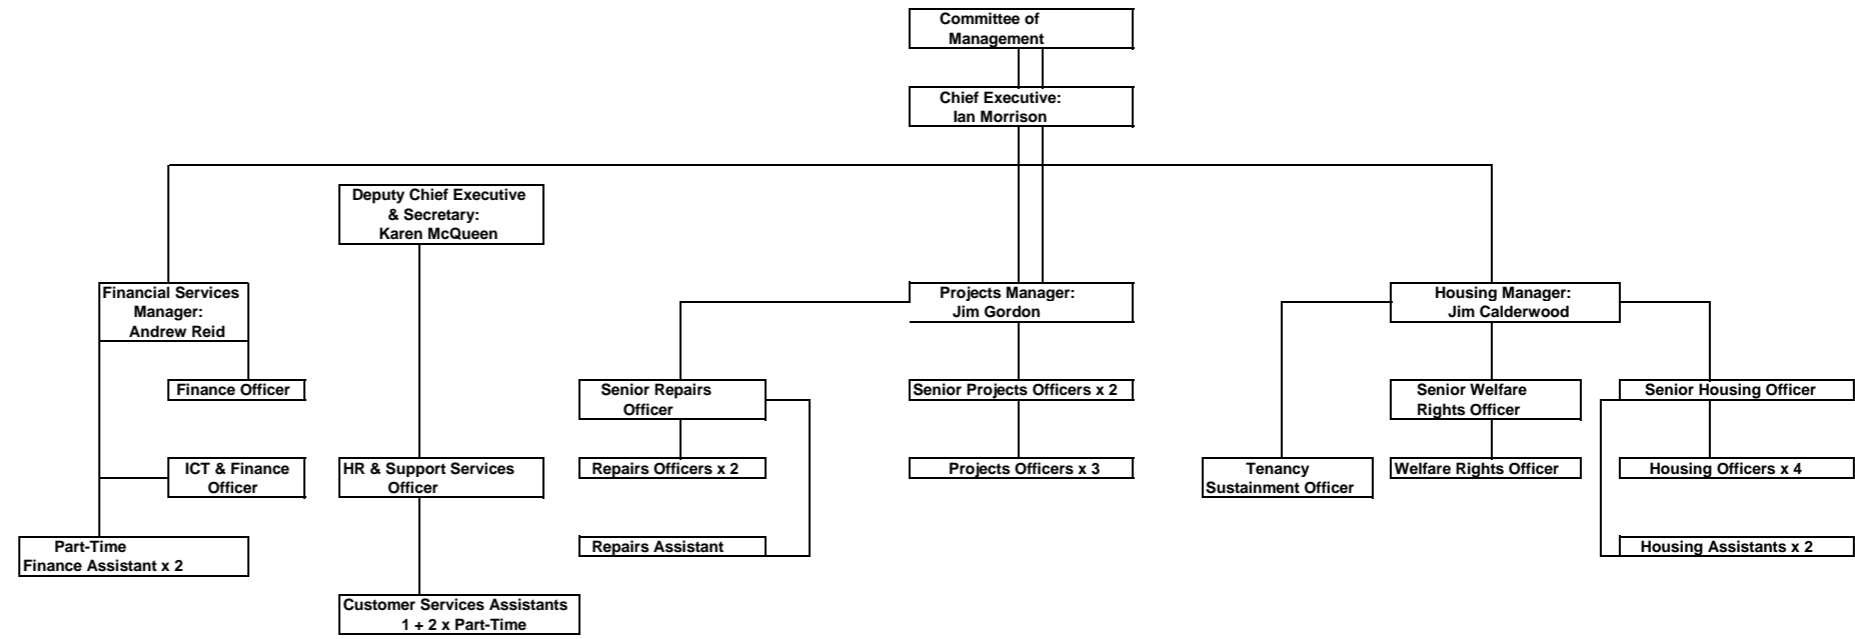 Committee of
Management
Chief Executive:
Ian Morrison
Deputy Chief Executive
& Secretary:
Karen McQueen
Financial Services
Manager:
Andrew Reid
Projects Manager:
Jim Gordon
Housing Manager:
Jim Calderwood
Finance Officer
Senior Repairs
Officer
Senior Projects Officers x 2
Senior Welfare
Rights Officer
Senior Housing Officer
ICT & Finance
Officer
HR & Support Services
Officer
Repairs Officers x 2
Projects Officers x 3
Tenancy
Sustainment Officer
Welfare Rights Officer
Housing Officers x 4
Part-Time
Finance Assistant x 2
Repairs Assistant
Housing Assistants x 2
Customer Services Assistants
1 + 2 x Part-Time